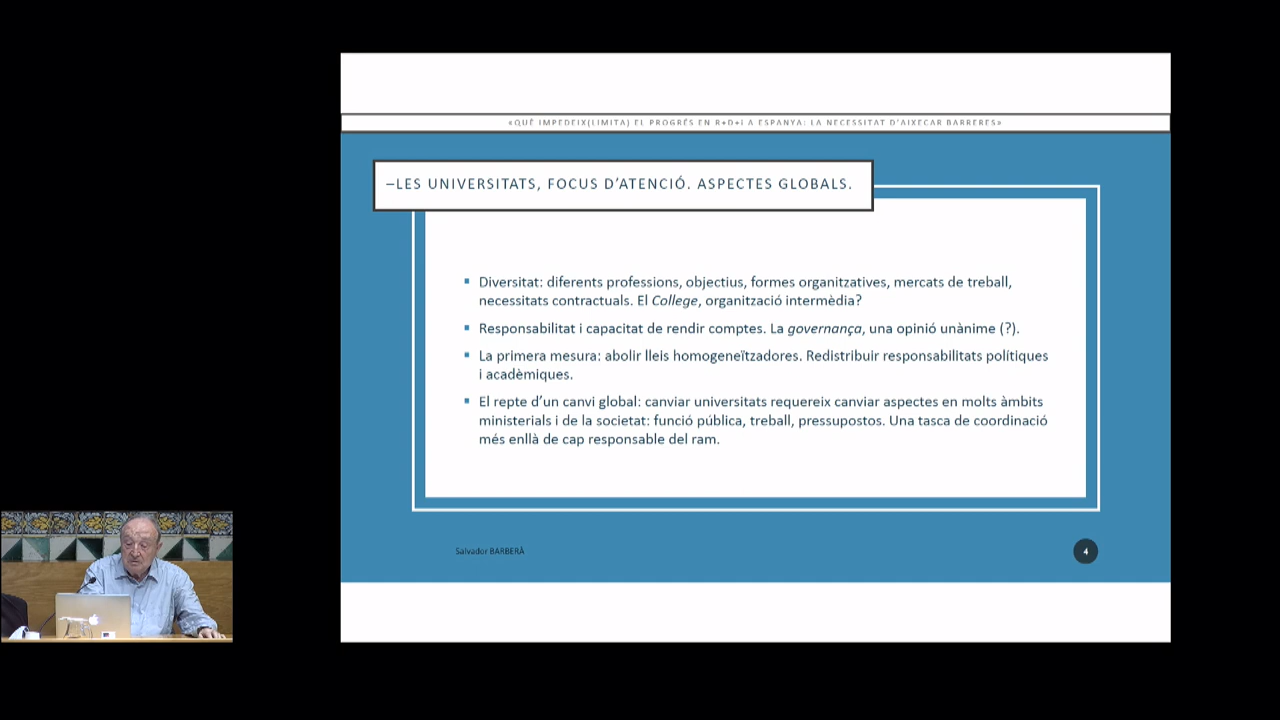 «QUÈ IMPEDEIX(LIMITA) EL PROGRÉS EN R+D+I A ESPANYA: LA NECESSITAT D'AIXECAR BARRERES»
–LES UNIVERSITATS, FOCUS D'ATENCIÓ. ASPECTES GLOBALS.
▪ Diversitat: diferents professions, objectius, formes organitzatives, mercats de treball,
necessitats contractuals. El College, organització intermèdia?
▪ Responsabilitat i capacitat de rendir comptes. La governança, una opinió unànime (?).
▪ La primera mesura: abolir lleis homogeneïtzadores. Redistribuir responsabilitats polítiques
i acadèmiques.
▪ El repte d'un canvi global: canviar universitats requereix canviar aspectes en molts àmbits
ministerials i de la societat: funció pública, treball, pressupostos. Una tasca de coordinació
més enllà de cap responsable del ram.
Salvador BARBERÀ
4